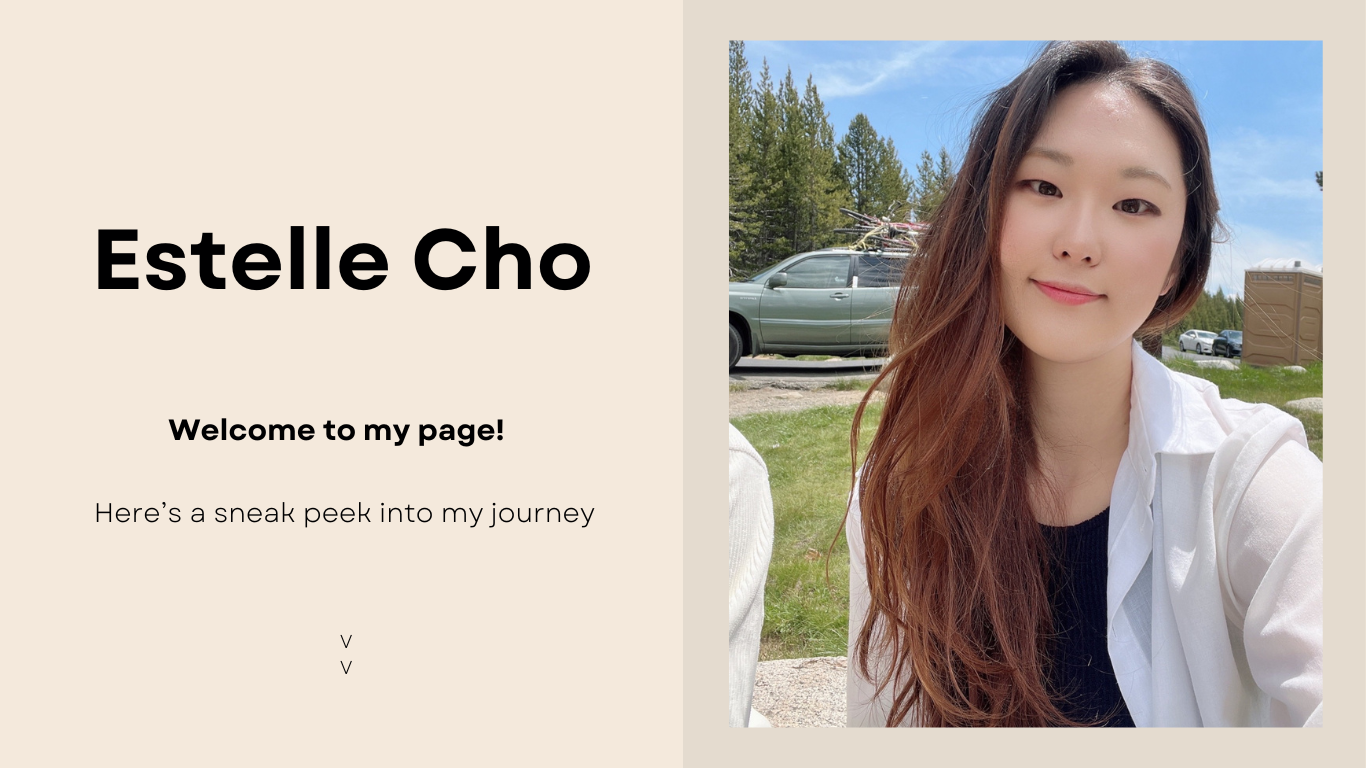 Estelle Cho
Welcome to my page!
Here’s a sneak peek into my journey
V
V